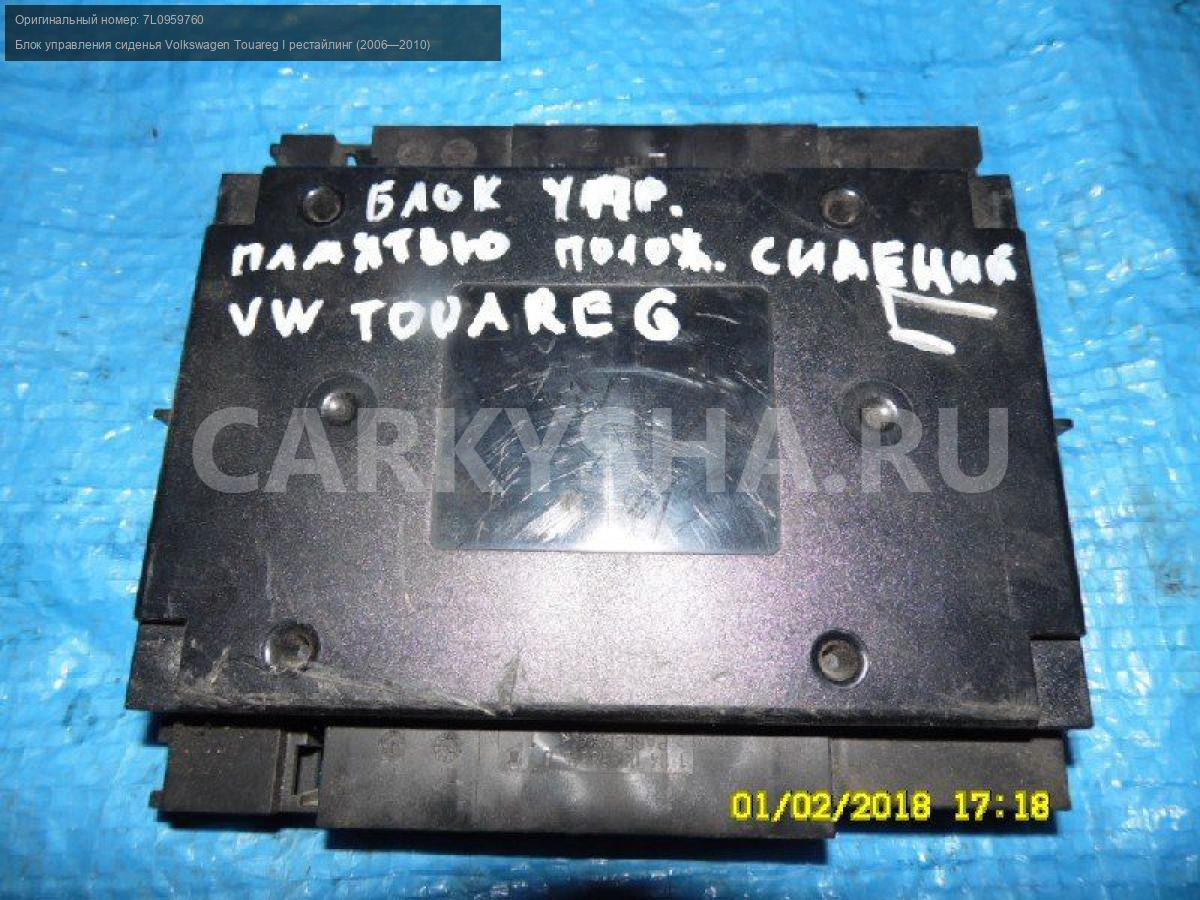 Оригинальный номер: 7L0959760
Блок управления сиденья Volkswagen Touareg I рестайлинг (2006—2010)
БЛОК УПР.
ПАМЯТЬЮ ПОЛОЖ. СИДЕНИЯ
VW TOUAREG
CARKYSHA.RU
01/02/2018 17:18